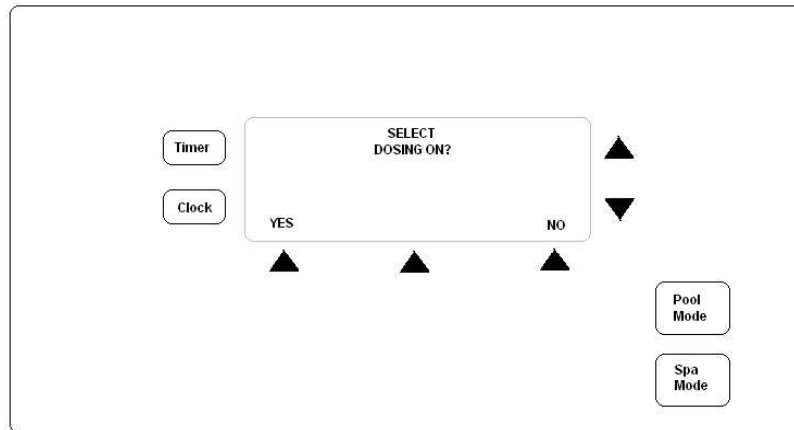 SELECT
DOSING ON?
Timer
Clock
YES
NO
Pool
Mode
Spa
Mode